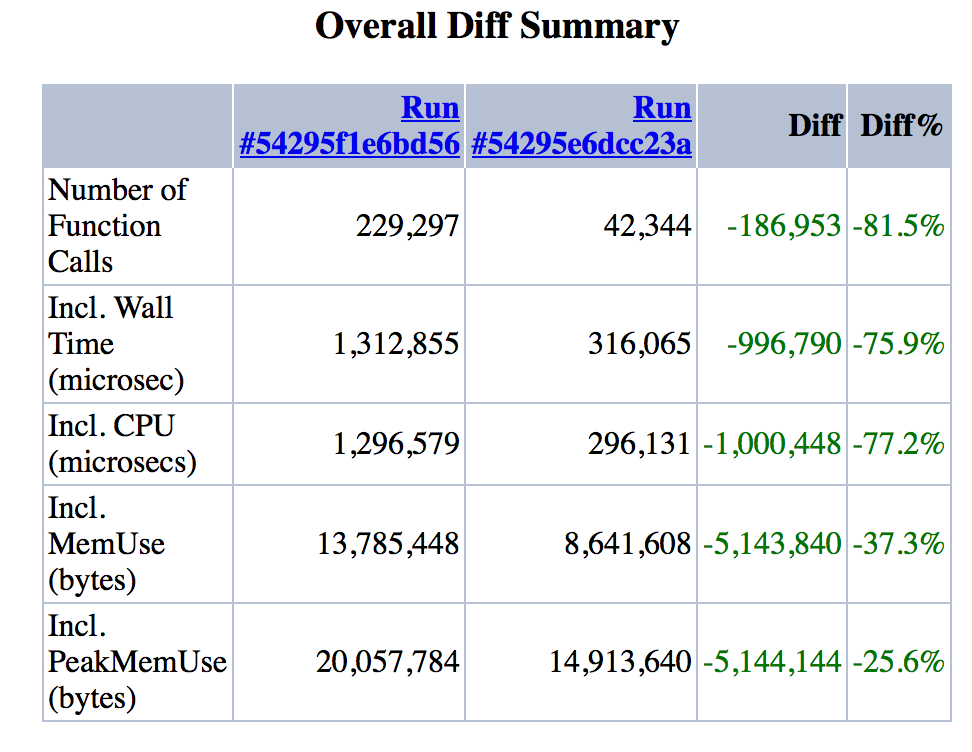 Overall Diff Summary
Run #54295f1e6bd56 Run #54295e6dcc23a Diff Diff%
Number of Function Calls 229,297 42,344 -186,953 -81.5%
Incl. Wall Time (microsec) 1,312,855 316,065 -996,790 -75.9%
Incl. CPU (microsecs) 1,296,579 296,131 -1,000,448 -77.2%
Incl. MemUse (bytes) 13,785,448 8,641,608 -5,143,840 -37.3%
Incl. PeakMemUse (bytes) 20,057,784 14,913,640 -5,144,144 -25.6%